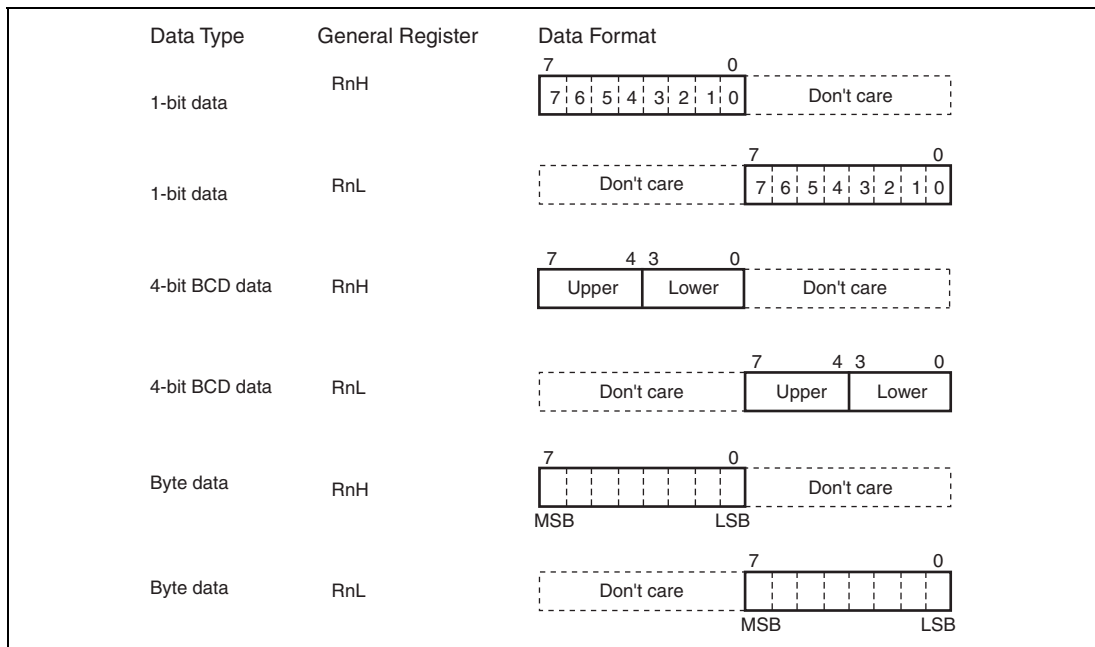 Data Type General Register Data Format
7 0
RnH
1-bit data 7 6 5 4 3 2 1 0 Don't care
7 0
1-bit data RnL Don't care 7 6 5 4 3 2 1 0
7 4 3 0
4-bit BCD data RnH Upper Lower Don't care
7 4 3 0
4-bit BCD data RnL Don't care Upper Lower
7 0
Byte data RnH Don't care
MSB LSB
7 0
Byte data RnL Don't care
MSB LSB